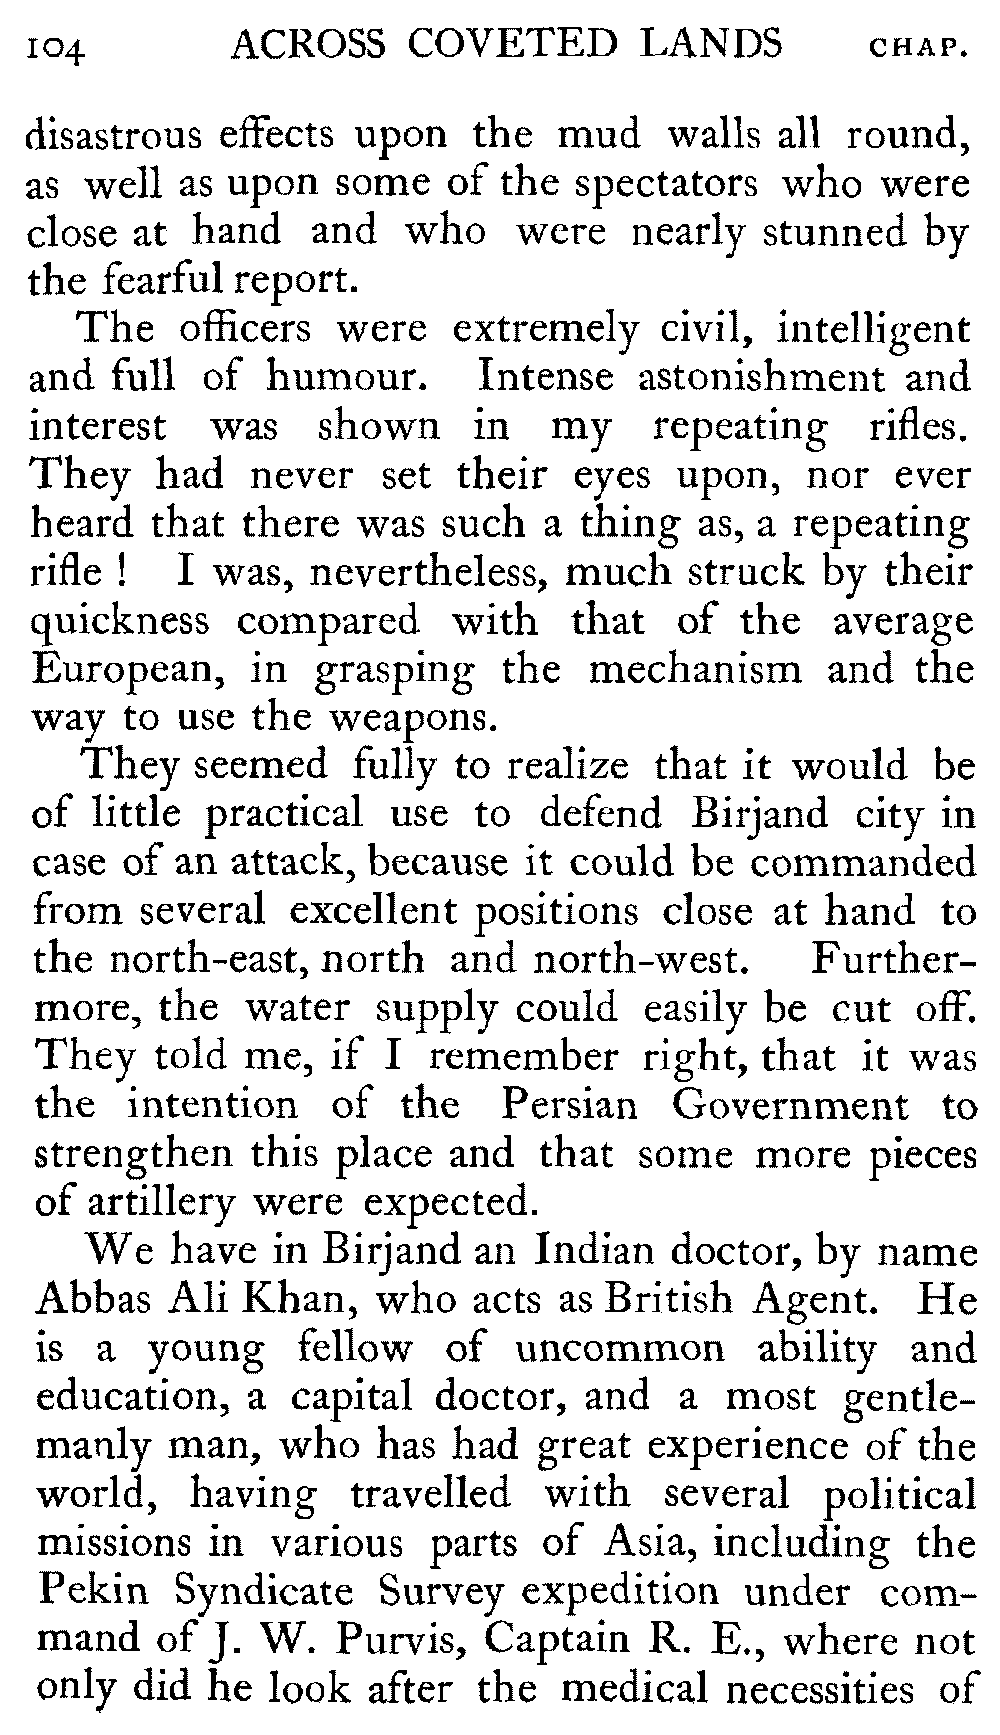 104 ACROSS COVETED LANDS CHAP.
disastrous effects upon the mud walls all round,
as well as upon some of the spectators who were
close at hand and who were nearly stunned by
the fearful report.
The officers were extremely civil, intelligent
and full of humour. Intense astonishment and
interest was shown in my repeating rifles.
They had never set their eyes upon, nor ever
heard that there was such a thing as, a repeating
rifle ! I was, nevertheless, much struck by their
quickness compared with that of the average
European, in grasping the mechanism and the
way to use the weapons.
They seemed fully to realize that it would be
of little practical use to defend Birjand city in
case of an attack, because it could be commanded
from several excellent positions close at hand to
the north-east, north and north-west. Further-
more, the water supply could easily be cut off.
They told me, if I remember right, that it was
the intention of the Persian Government to
strengthen this place and that some more pieces
of artillery were expected.
We have in Birjand an Indian doctor, by name
Abbas Ali Khan, who acts as British Agent. He
is a young fellow of uncommon ability and
education, a capital doctor, and a most gentle-
manly man, who has had great experience of the
world, having travelled with several political
missions in various parts of Asia, including the
Pekin Syndicate Survey expedition under com-
mand of J. W. Purvis, Captain R. E., where not
only did he look after the medical necessities of